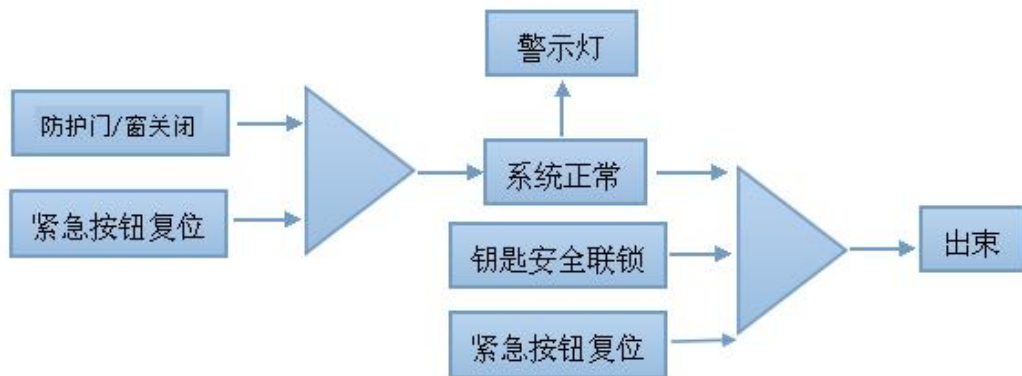 警示灯
防护门/窗关闭
系统正常
紧急按钮复位
钥匙安全联锁
出束
紧急按钮复位